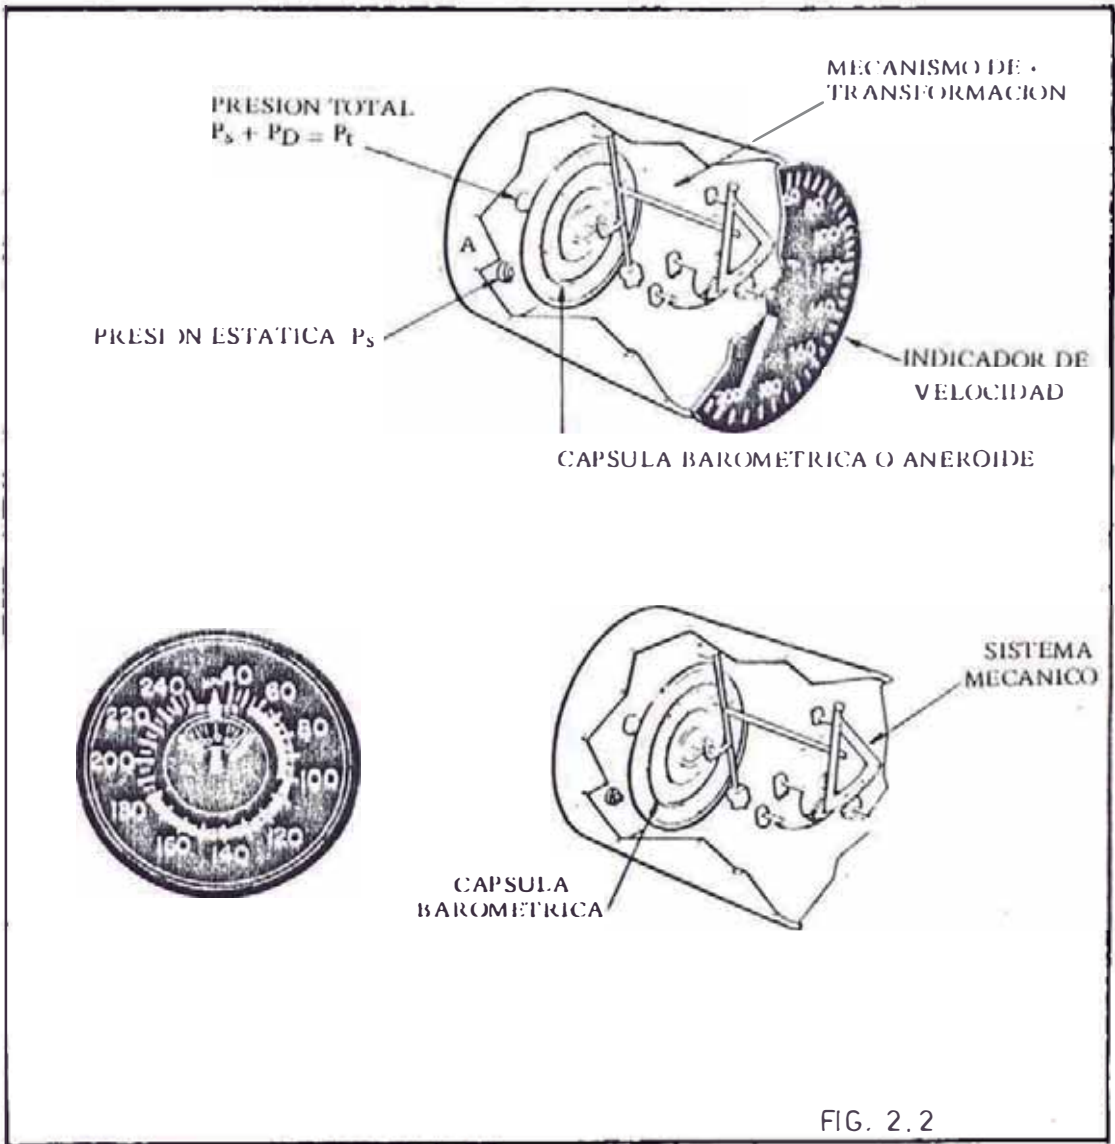 MECANISMO DE
TRANSFORMACION
PRESION TOTAL
Ps + PD = Pt
A
PRESI N ESTATICA Ps
INDICADOR DE
VELOCIDAD
200
CAPSULA BAROMETRICA O ANEROIDE
40
60
80
100
120
140
160
180
200
220
240
SISTEMA
MECANICO
CAPSULA
BAROMETRICA
FIG. 2.2